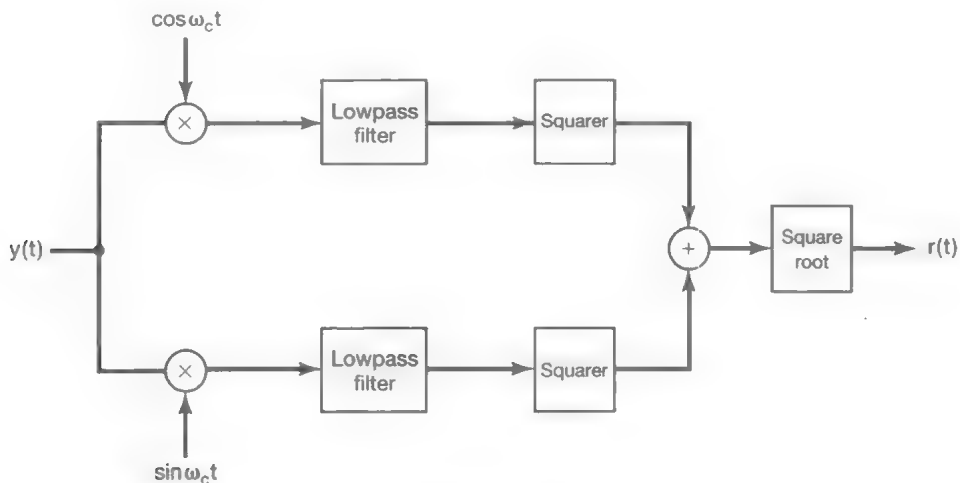 cos ω_c t
×
Lowpass
filter
Squarer
y(t)
+
Square
root
r(t)
×
Lowpass
filter
Squarer
sin ω_c t